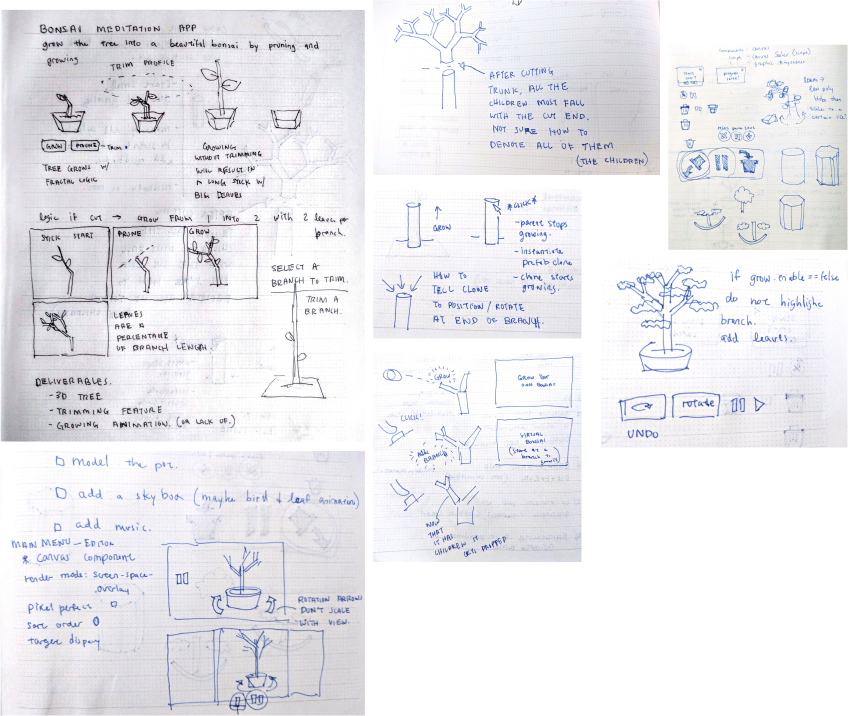 BONSAI MEDITATION APP
grow the tree into a beautiful bonsai by pruning and
growing
TRIM PROFILE
GROW PRUNE TRIM
TREE GROWS W/
FRACTAL LOGIC
GROWING
WITHOUT TRIMMING
WILL RESULT IN
A LONG STICK W/
BIG LEAVES
logic if cut → grow from 1 into 2 with 2 leaves per
branch.
STICK START
PRUNE
GROW
LEAVES
ARE A
PERCENTAGE
OF BRANCH LENGTH.
SELECT A
BRANCH TO TRIM.
TRIM A
BRANCH.
DELIVERABLES.
- 3D TREE
- TRIMMING FEATURE
- GROWING ANIMATION. (OR LACK OF.)
AFTER CUTTING
TRUNK, ALL THE
CHILDREN MUST FALL
WITH THE CUT END.
NOT SURE HOW TO
DENOTE ALL OF THEM
(THE CHILDREN)
GROW
*CLICK*
- parent stops
growing.
- instantiate
prefab clone
- clone starts
growing.
HOW TO
TELL CLONE
TO POSITION/ROTATE
AT END OF BRANCH.
GROW
GROW YOUR
OWN BONSAI
CLICK!
ADD
BRANCH
VIRTUAL
BONSAI
NOW
THAT
IT HAS
CHILDREN IT
GETS DROPPED
if grow.enable == false
do not highlight
branch.
add leaves.
rotate
UNDO
model the pot.
add a sky box (maybe bird & leaf animation)
add music.
MAIN MENU - EDITOR
* Canvas component
render mode: screen-space-
overlay
pixel perfect
sort order 0
target display
ROTATION ARROWS
DON'T SCALE
WITH VIEW.